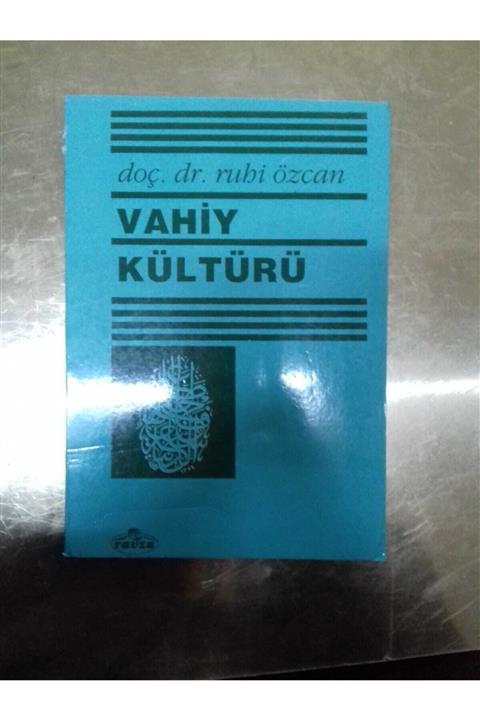 doç. dr. ruhi özcan
VAHİY
KÜLTÜRÜ
ravza